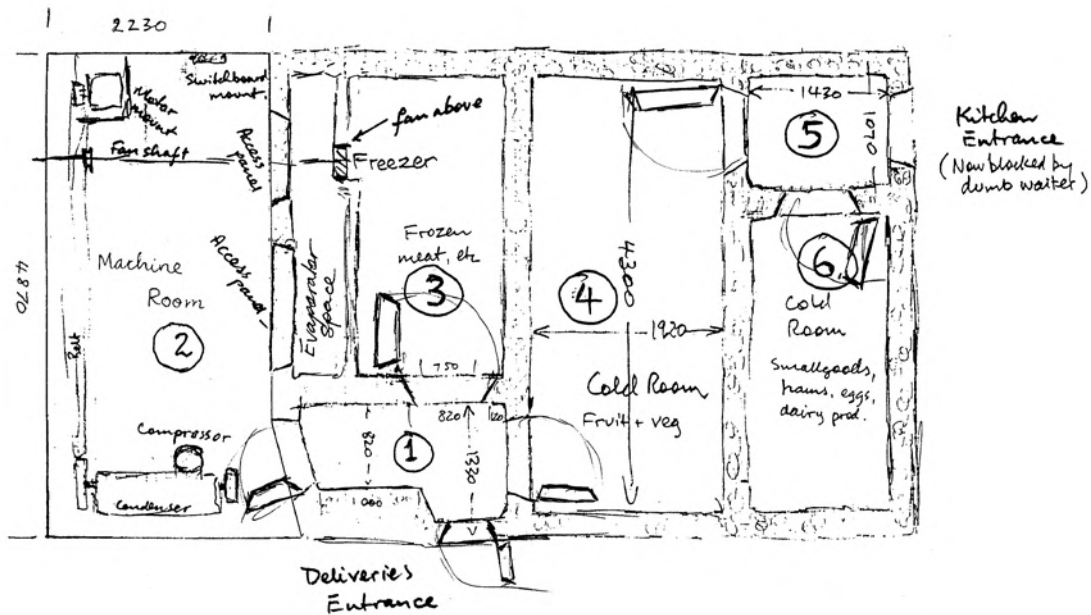 2230
Switchboard
mount.
Motor
mount
Fan shaft
Access
panel
fan above
Freezer
1430
1070
5
Kitchen
Entrance
(Now blocked by
dumb waiter)
4870
Machine
Room
2
Access
panel
Evaporator
Space
Frozen
meat, etc
3
4300
4
1920
6
Cold
Room
Smallgoods,
hams, eggs,
dairy prod.
Belt
750
Cold Room
Fruit + veg
Compressor
Condenser
820
1
820
1330
1000
Deliveries
Entrance